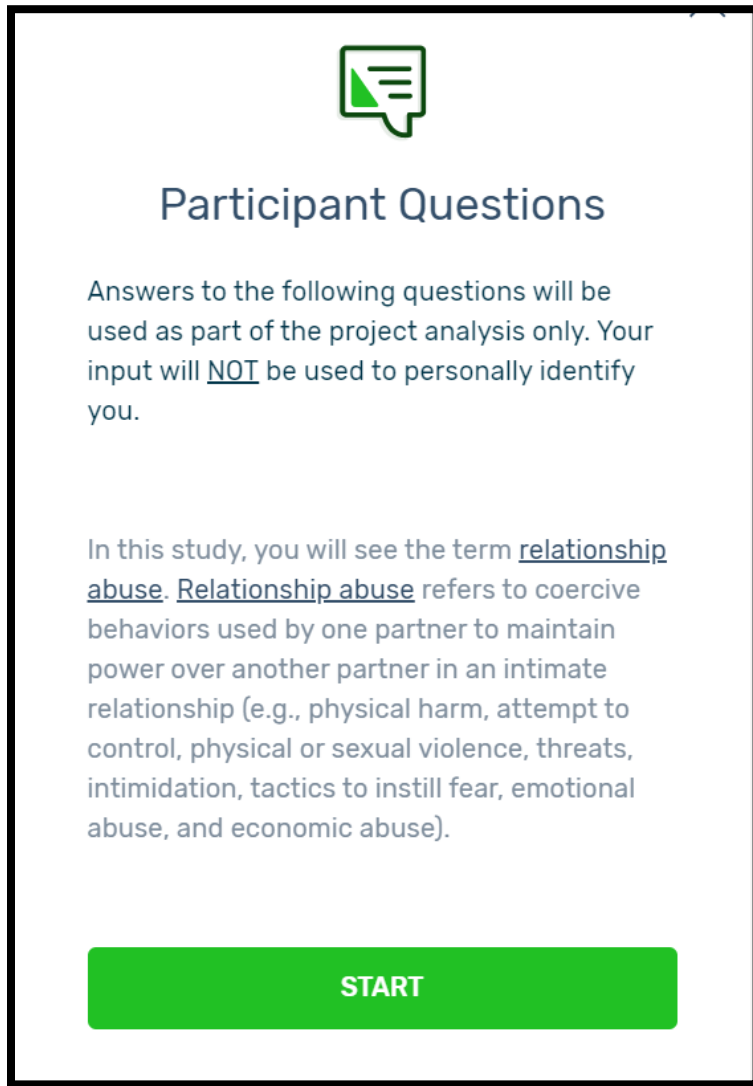 Participant Questions
Answers to the following questions will be
used as part of the project analysis only. Your
input will NOT be used to personally identify
you.
In this study, you will see the term relationship
abuse. Relationship abuse refers to coercive
behaviors used by one partner to maintain
power over another partner in an intimate
relationship (e.g., physical harm, attempt to
control, physical or sexual violence, threats,
intimidation, tactics to instill fear, emotional
abuse, and economic abuse).
START